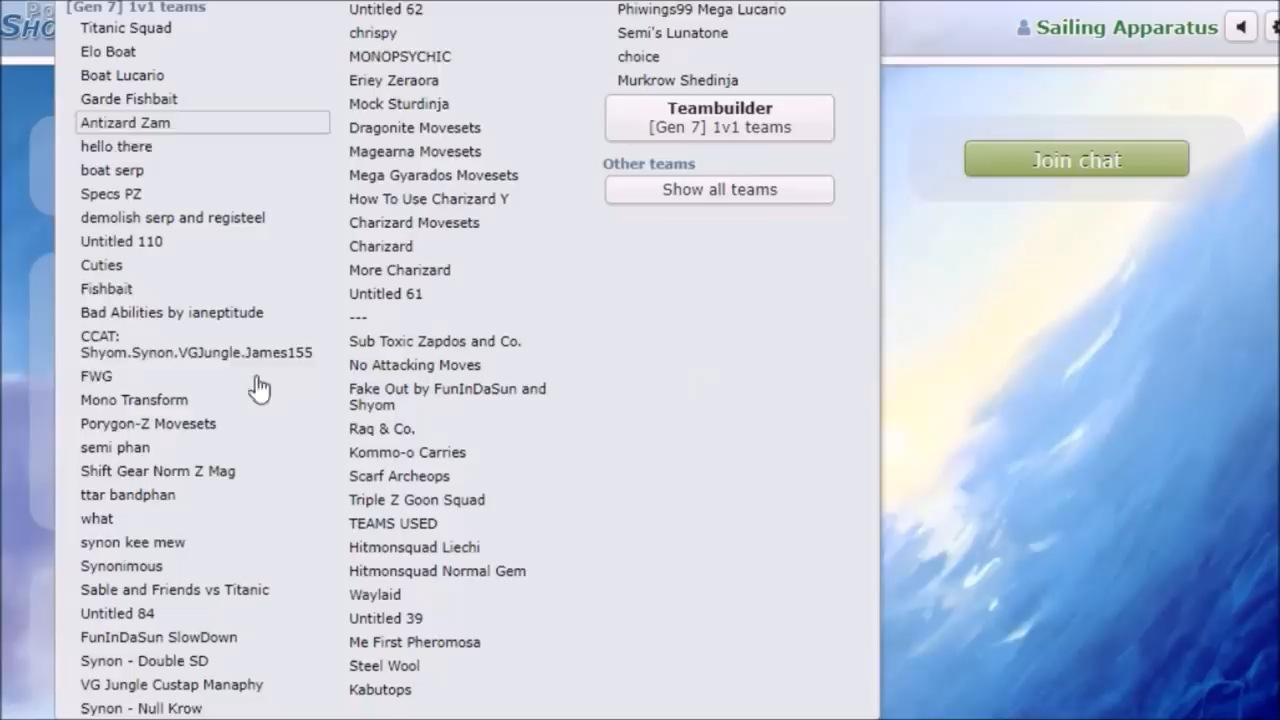 [Gen 7] 1v1 teams
Titanic Squad
Elo Boat
Boat Lucario
Garde Fishbait
Antizard Zam
hello there
boat serp
Specs PZ
demolish serp and registeel
Untitled 110
Cuties
Fishbait
Bad Abilities by ianeptitude
CCAT:
Shyom.Synon.VGJungle.James155
FWG
Mono Transform
Porygon-Z Movesets
semi phan
Shift Gear Norm Z Mag
ttar bandphan
what
synon kee mew
Synonimous
Sable and Friends vs Titanic
Untitled 84
FunInDaSun SlowDown
Synon - Double SD
VG Jungle Custap Manaphy
Synon - Null Krow
Untitled 62
chrispy
MONOPSYCHIC
Eriey Zeraora
Mock Sturdinja
Dragonite Movesets
Magearna Movesets
Mega Gyarados Movesets
How To Use Charizard Y
Charizard Movesets
Charizard
More Charizard
Untitled 61
---
Sub Toxic Zapdos and Co.
No Attacking Moves
Fake Out by FunInDaSun and
Shyom
Raq & Co.
Kommo-o Carries
Scarf Archeops
Triple Z Goon Squad
TEAMS USED
Hitmonsquad Liechi
Hitmonsquad Normal Gem
Waylaid
Untitled 39
Me First Pheromosa
Steel Wool
Kabutops
Phiwings99 Mega Lucario
Semi's Lunatone
choice
Murkrow Shedinja
Teambuilder
[Gen 7] 1v1 teams
Other teams
Show all teams
Sailing Apparatus
Join chat